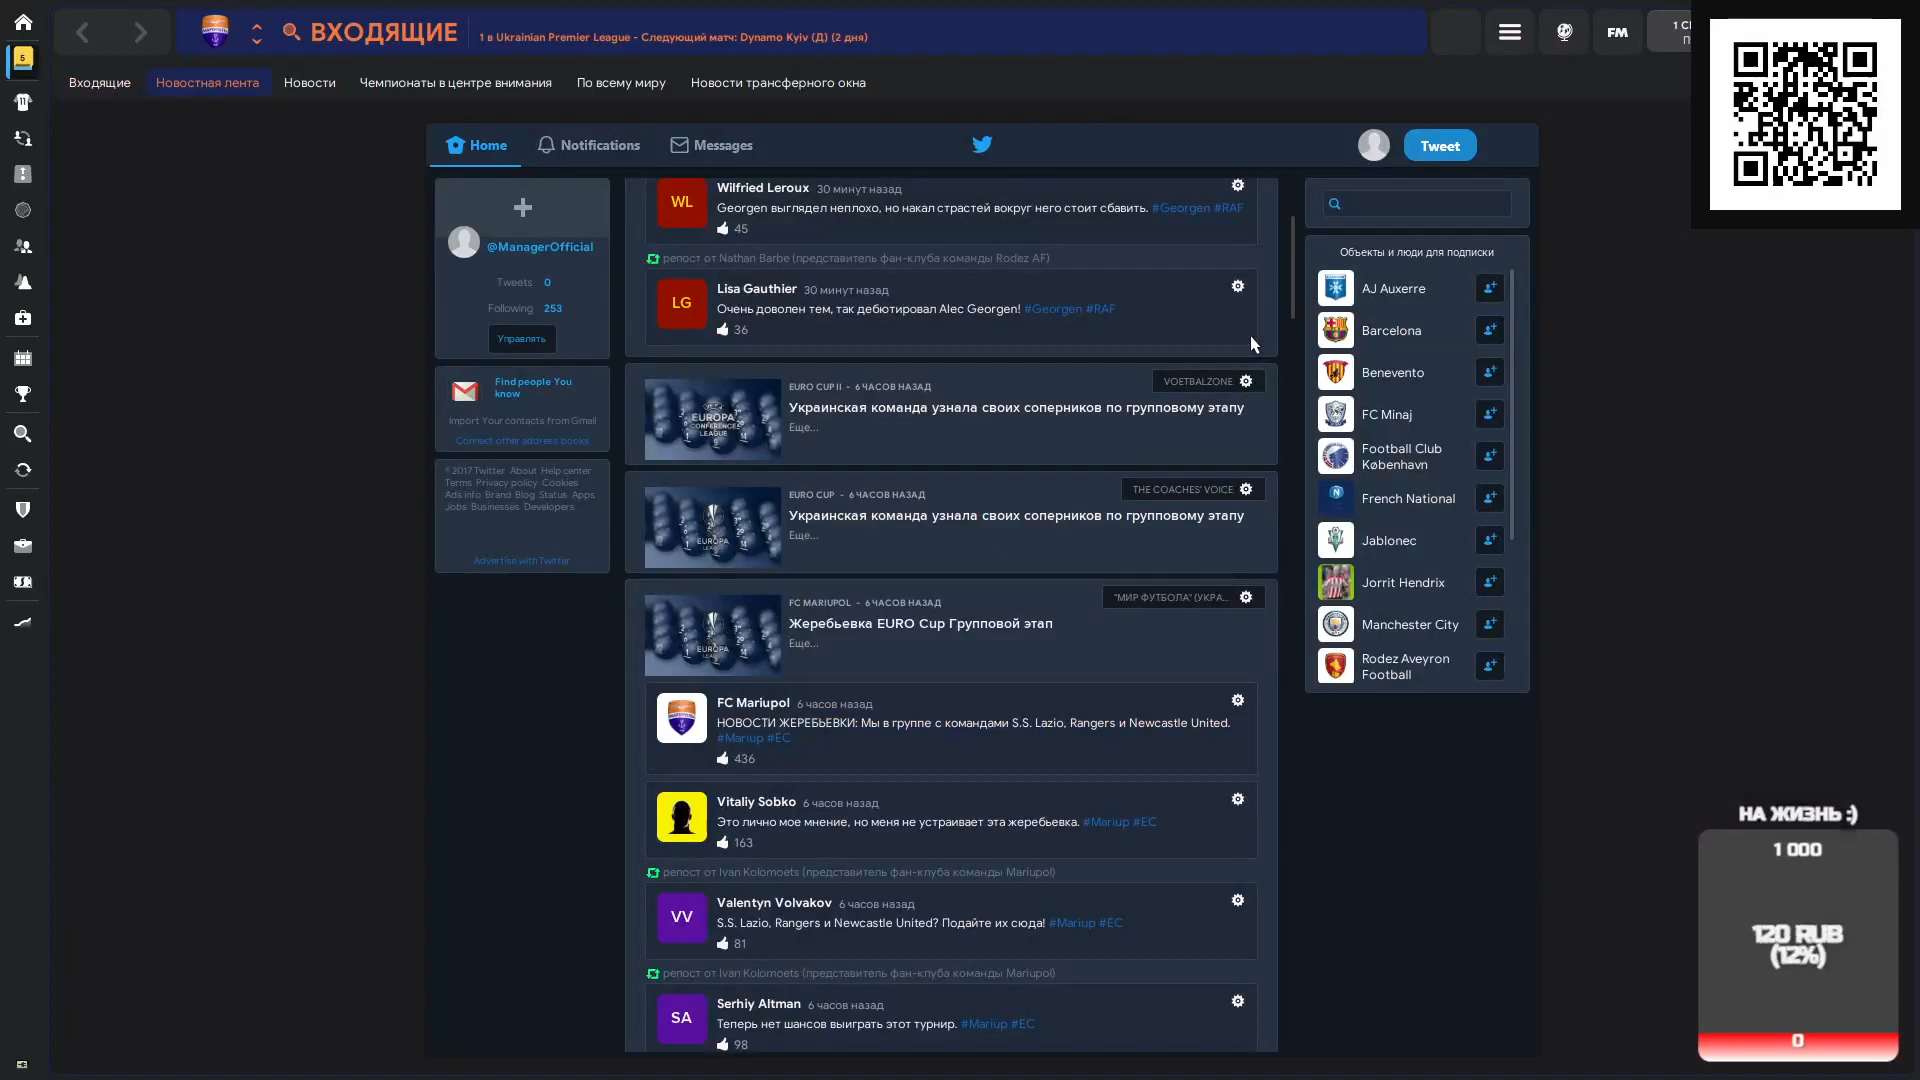 5
ВХОДЯЩИЕ
1 в Ukrainian Premier League - Следующий матч: Dynamo Kyiv (Д) (2 дня)
FM
Входящие
Новостная лента
Новости
Чемпионаты в центре внимания
По всему миру
Новости трансферного окна
Home
Notifications
Messages
Tweet
@ManagerOfficial
Tweets 0
Following 253
Управлять
Find people You
know
Import Your contacts from Gmail
Connect other address books
© 2017 Twitter About Help center
Terms Privacy policy Cookies
Ads info Brand Blog Status Apps
Jobs Businesses Developers
Advertise with Twitter
WL
Wilfried Leroux 30 минут назад
Georgen выглядел неплохо, но накал страстей вокруг него стоит сбавить. #Georgen #RAF
45
репост от Nathan Barbe (представитель фан-клуба команды Rodez AF)
LG
Lisa Gauthier 30 минут назад
Очень доволен тем, так дебютировал Alec Georgen! #Georgen #RAF
36
EUROPA
CONFERENCE
LEAGUE
EURO CUP II - 6 ЧАСОВ НАЗАД
VOETBALZONE
Украинская команда узнала своих соперников по групповому этапу
Еще...
EUROPA
LEAGUE
EURO CUP - 6 ЧАСОВ НАЗАД
THE COACHES' VOICE
Украинская команда узнала своих соперников по групповому этапу
Еще...
EUROPA
LEAGUE
FC MARIUPOL - 6 ЧАСОВ НАЗАД
"МИР ФУТБОЛА" (УКРА...
Жеребьевка EURO Cup Групповой этап
Еще...
FC Mariupol 6 часов назад
НОВОСТИ ЖЕРЕБЬЕВКИ: Мы в группе с командами S.S. Lazio, Rangers и Newcastle United.
#Mariup #EC
436
Vitaliy Sobko 6 часов назад
Это лично мое мнение, но меня не устраивает эта жеребьевка. #Mariup #EC
163
репост от Ivan Kolomoets (представитель фан-клуба команды Mariupol)
VV
Valentyn Volvakov 6 часов назад
S.S. Lazio, Rangers и Newcastle United? Подайте их сюда! #Mariup #EC
81
репост от Ivan Kolomoets (представитель фан-клуба команды Mariupol)
SA
Serhiy Altman 6 часов назад
Теперь нет шансов выиграть этот турнир. #Mariup #EC
98
Объекты и люди для подписки
AJ Auxerre
Barcelona
Benevento
FC Minaj
Football Club
København
French National
Jablonec
Jorrit Hendrix
Manchester City
Rodez Aveyron
Football
НА ЖИЗНЬ :)
1 000
120 RUB
(12%)
0